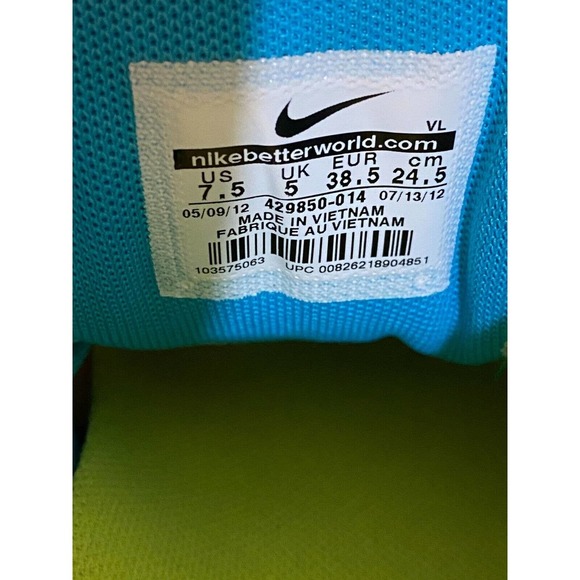 VL
nikebetterworld.com
US UK EUR cm
7.5 5 38.5 24.5
05/09/12 429850-014 07/13/12
MADE IN VIETNAM
FABRIQUE AU VIETNAM
103575063 UPC 00826218904851